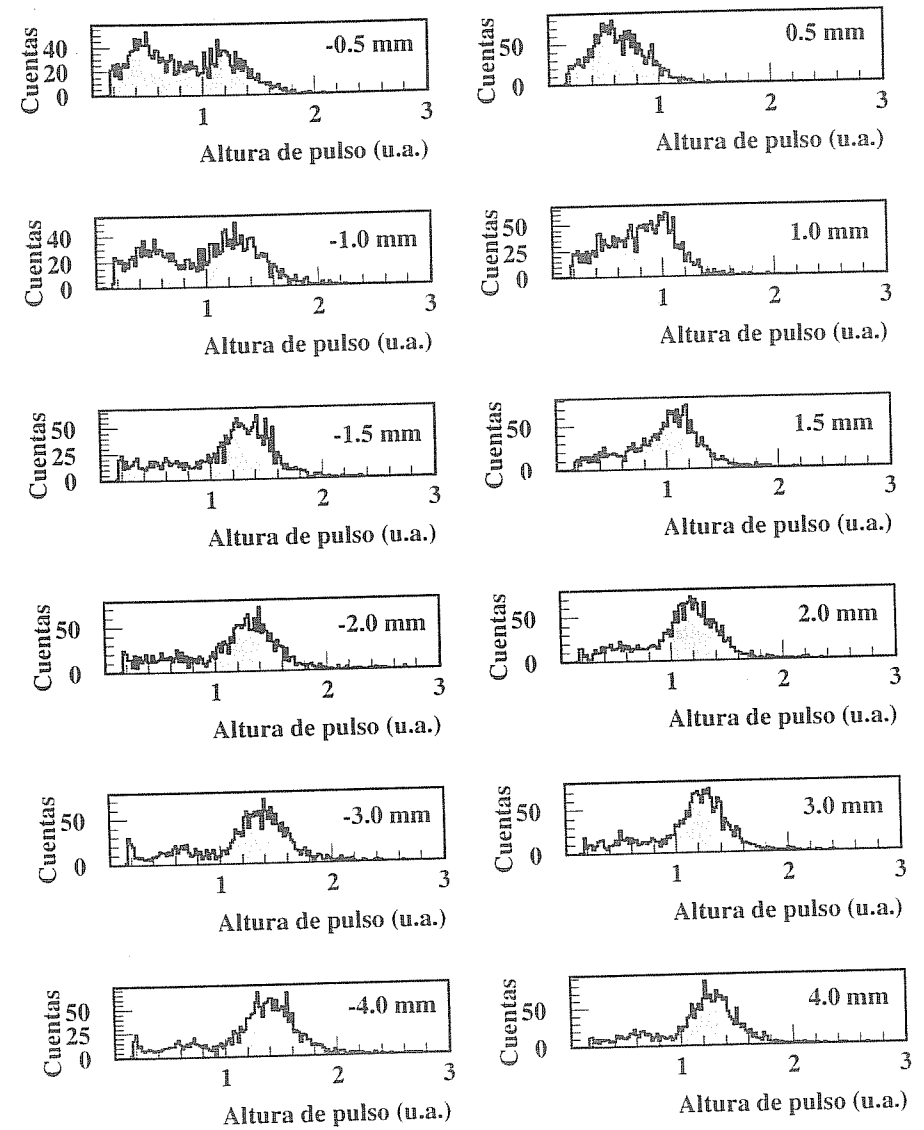 Cuentas
40
20
0
-0.5 mm
1 2 3
Altura de pulso (u.a.)
Cuentas
50
0
0.5 mm
1 2 3
Altura de pulso (u.a.)
Cuentas
40
20
0
-1.0 mm
1 2 3
Altura de pulso (u.a.)
Cuentas
50
25
0
1.0 mm
1 2 3
Altura de pulso (u.a.)
Cuentas
50
25
0
-1.5 mm
1 2 3
Altura de pulso (u.a.)
Cuentas
50
0
1.5 mm
1 2 3
Altura de pulso (u.a.)
Cuentas
50
0
-2.0 mm
1 2 3
Altura de pulso (u.a.)
Cuentas
50
0
2.0 mm
1 2 3
Altura de pulso (u.a.)
Cuentas
50
0
-3.0 mm
1 2 3
Altura de pulso (u.a.)
Cuentas
50
0
3.0 mm
1 2 3
Altura de pulso (u.a.)
Cuentas
50
25
0
-4.0 mm
1 2 3
Altura de pulso (u.a.)
Cuentas
50
0
4.0 mm
1 2 3
Altura de pulso (u.a.)